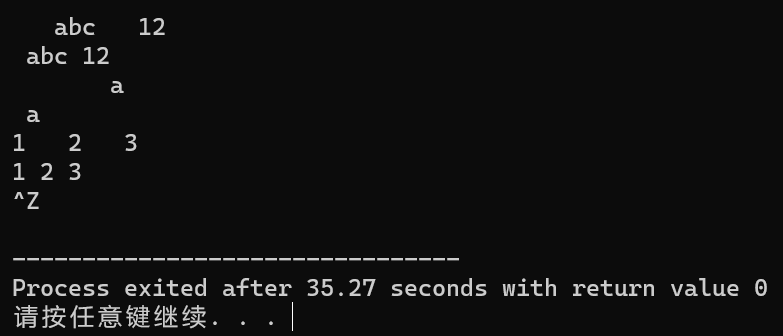 abc   12
 abc 12
       a
 a
1   2   3
1 2 3
^Z

--------------------------------
Process exited after 35.27 seconds with return value 0
请按任意键继续. . .